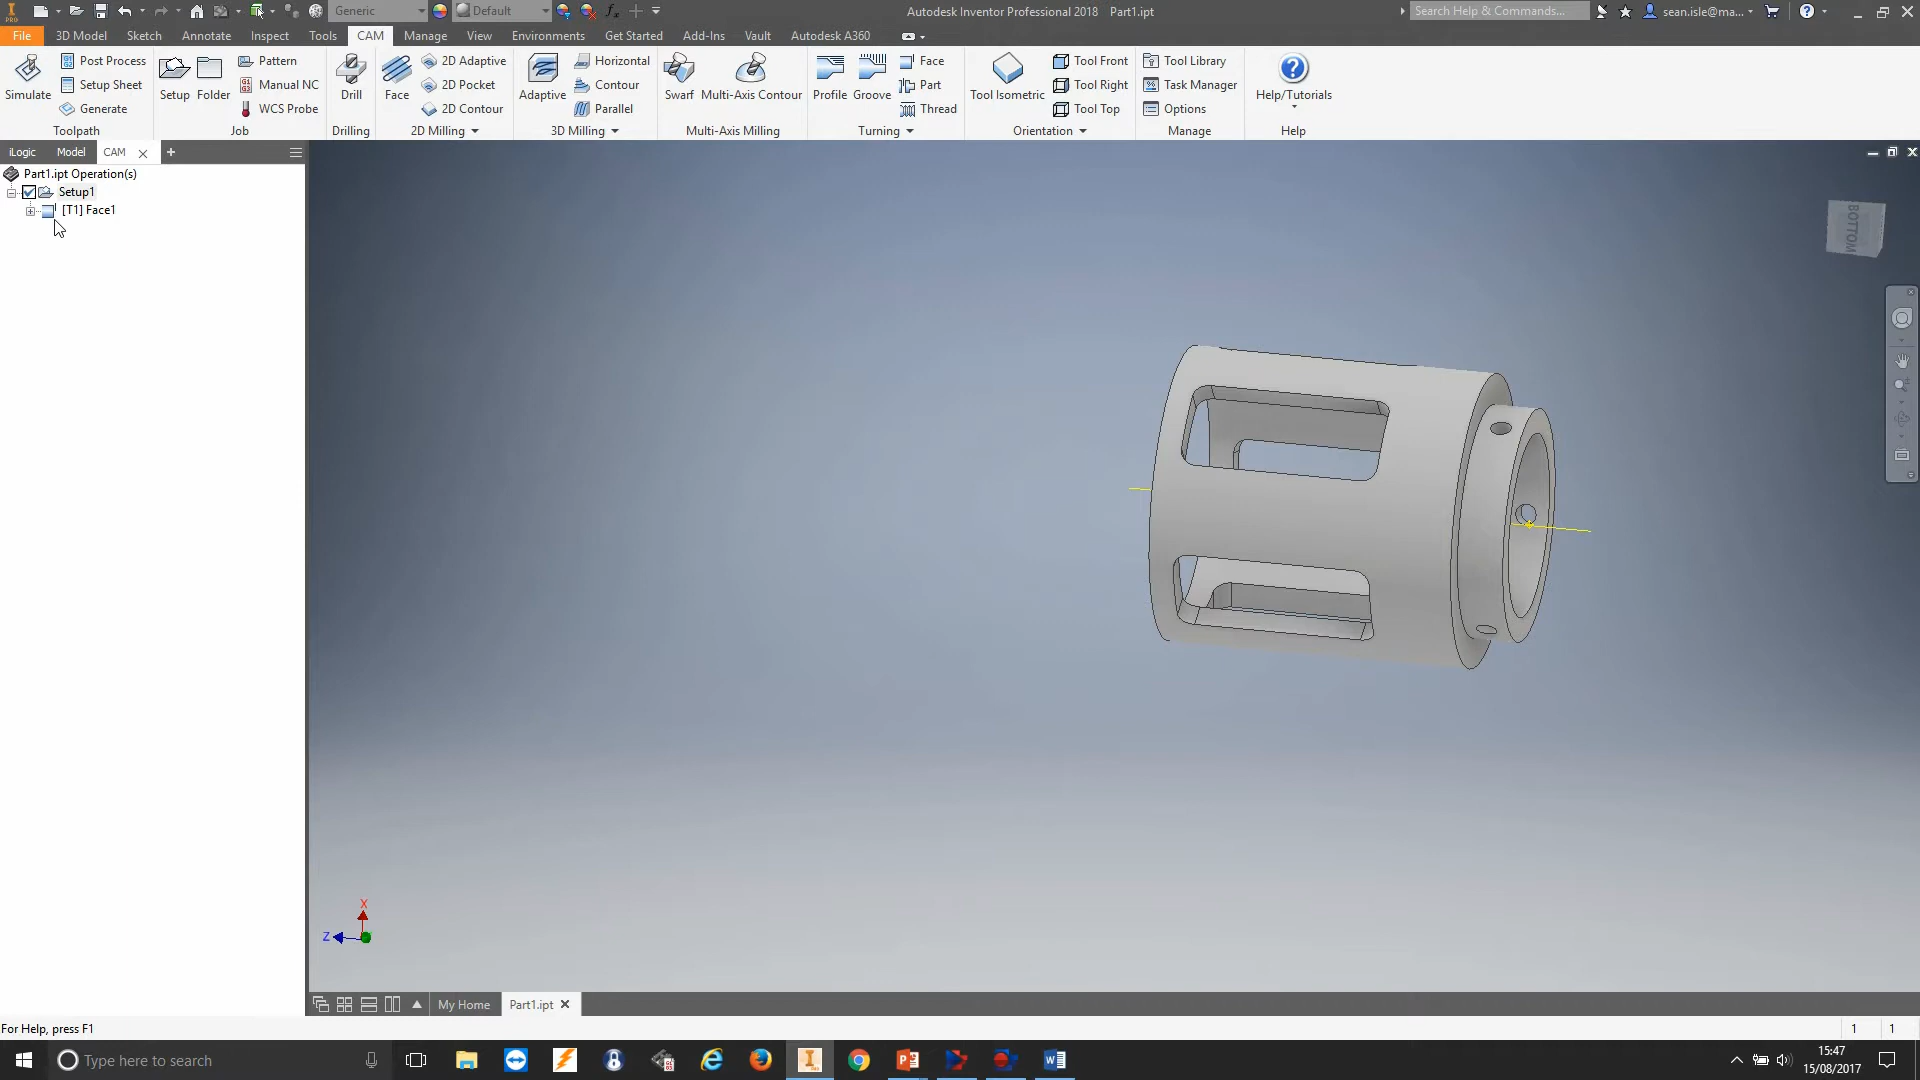 Generic
Default
Autodesk Inventor Professional 2018 Part1.ipt
Search Help & Commands...
sean.isle@ma...
PRO
File 3D Model Sketch Annotate Inspect Tools CAM Manage View Environments Get Started Add-Ins Vault Autodesk A360
Simulate
Post Process
Setup Sheet
Generate
Toolpath
Setup
Folder
Pattern
Manual NC
WCS Probe
Job
Drill
Drilling
Face
2D Adaptive
2D Pocket
2D Contour
2D Milling
Adaptive
Horizontal
Contour
Parallel
3D Milling
Swarf
Multi-Axis Contour
Multi-Axis Milling
Profile
Groove
Face
Part
Thread
Turning
Tool Isometric
Tool Front
Tool Right
Tool Top
Orientation
Tool Library
Task Manager
Options
Manage
Help/Tutorials
Help
iLogic Model CAM
Part1.ipt Operation(s)
Setup1
[T1] Face1
BOTTOM
X
Z
My Home
Part1.ipt
For Help, press F1
1 1
Type here to search
15:47
15/08/2017